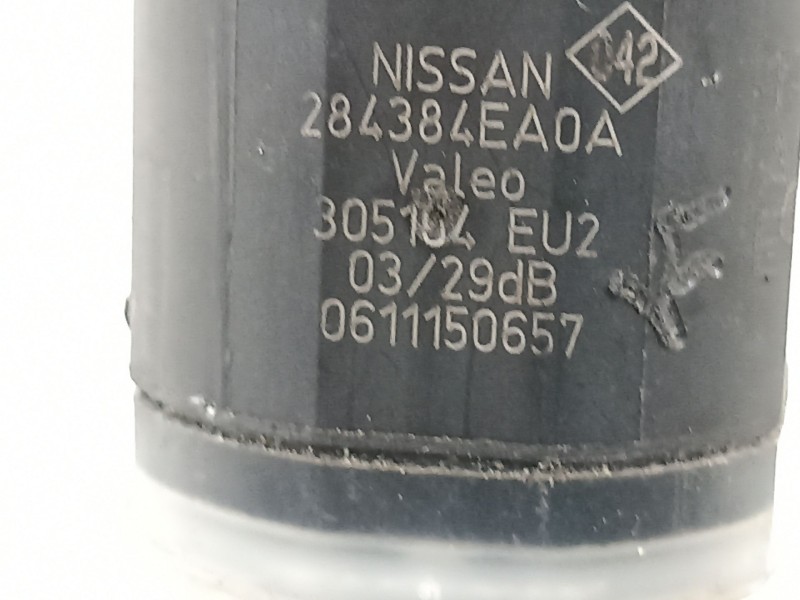 NISSAN
284384EA0A
Valeo
EU2
03/29dB
0611150657